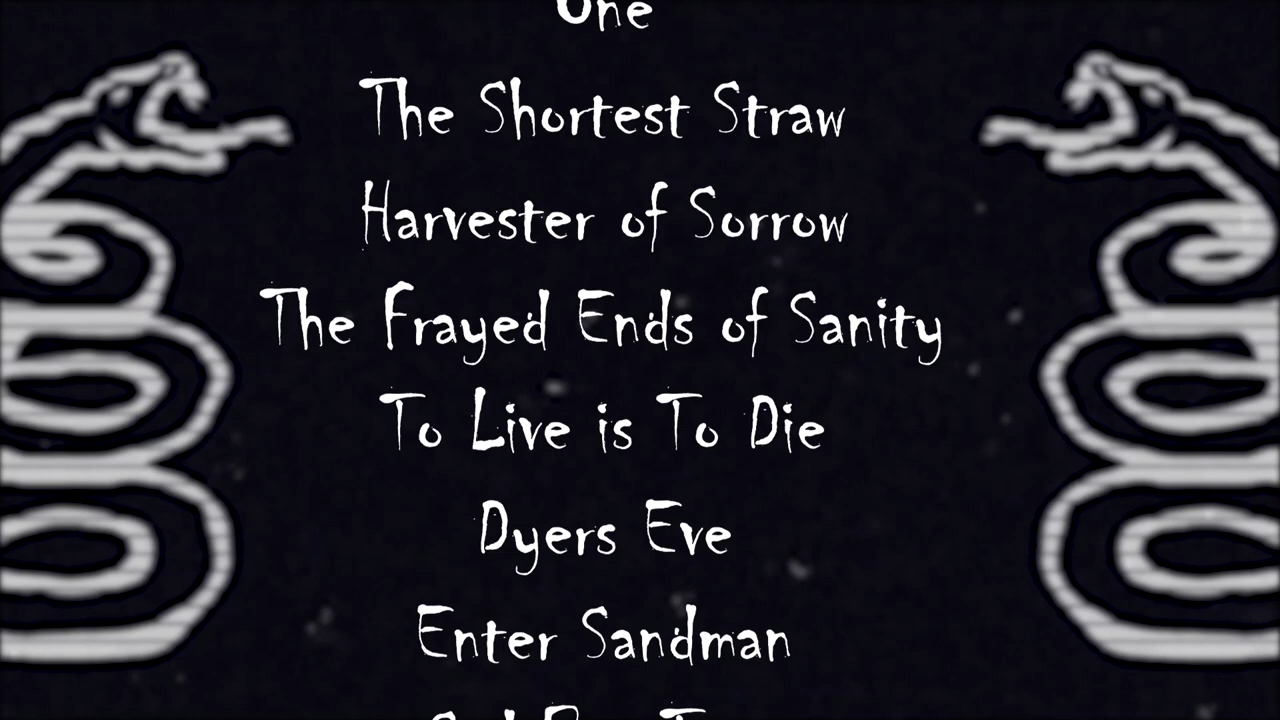 One
The Shortest Straw
Harvester of Sorrow
The Frayed Ends of Sanity
To Live is To Die
Dyers Eve
Enter Sandman